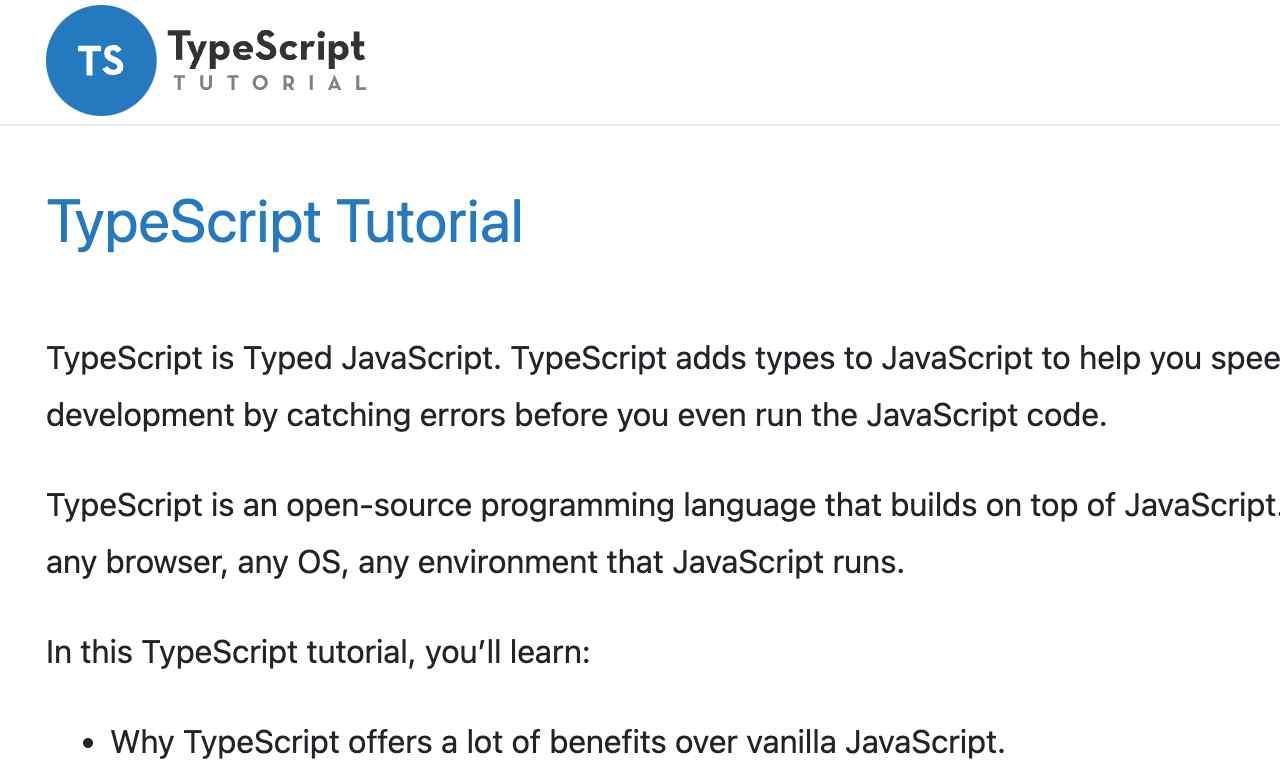 TS
TypeScript
TUTORIAL
TypeScript Tutorial
TypeScript is Typed JavaScript. TypeScript adds types to JavaScript to help you spee
development by catching errors before you even run the JavaScript code.
TypeScript is an open-source programming language that builds on top of JavaScript.
any browser, any OS, any environment that JavaScript runs.
In this TypeScript tutorial, you’ll learn:
• Why TypeScript offers a lot of benefits over vanilla JavaScript.